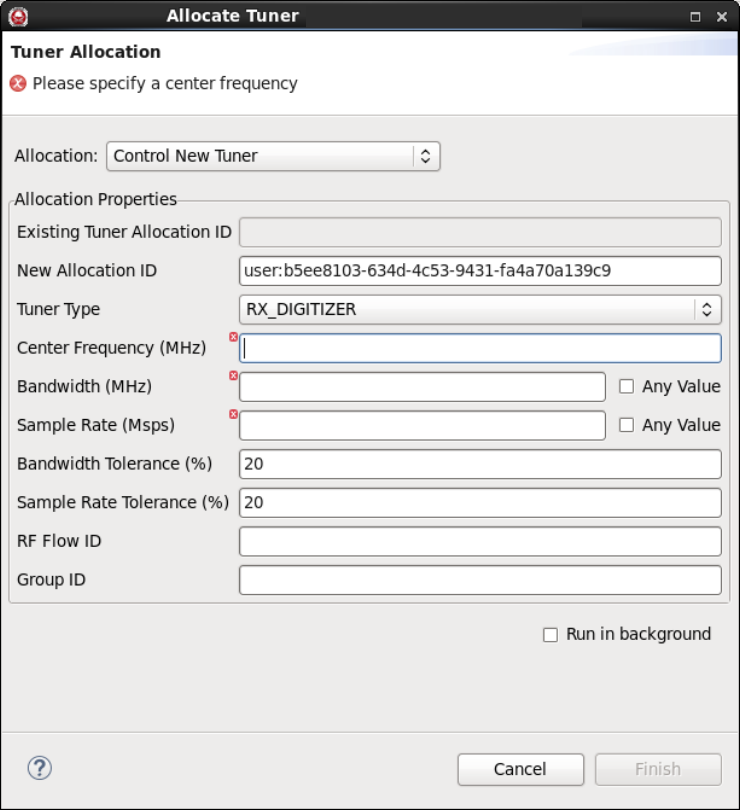 Allocate Tuner
Tuner Allocation
Please specify a center frequency
Allocation: Control New Tuner
Allocation Properties
Existing Tuner Allocation ID
New Allocation ID user:b5ee8103-634d-4c53-9431-fa4a70a139c9
Tuner Type RX_DIGITIZER
Center Frequency (MHz)
Bandwidth (MHz) Any Value
Sample Rate (Msps) Any Value
Bandwidth Tolerance (%) 20
Sample Rate Tolerance (%) 20
RF Flow ID
Group ID
Run in background
? Cancel Finish